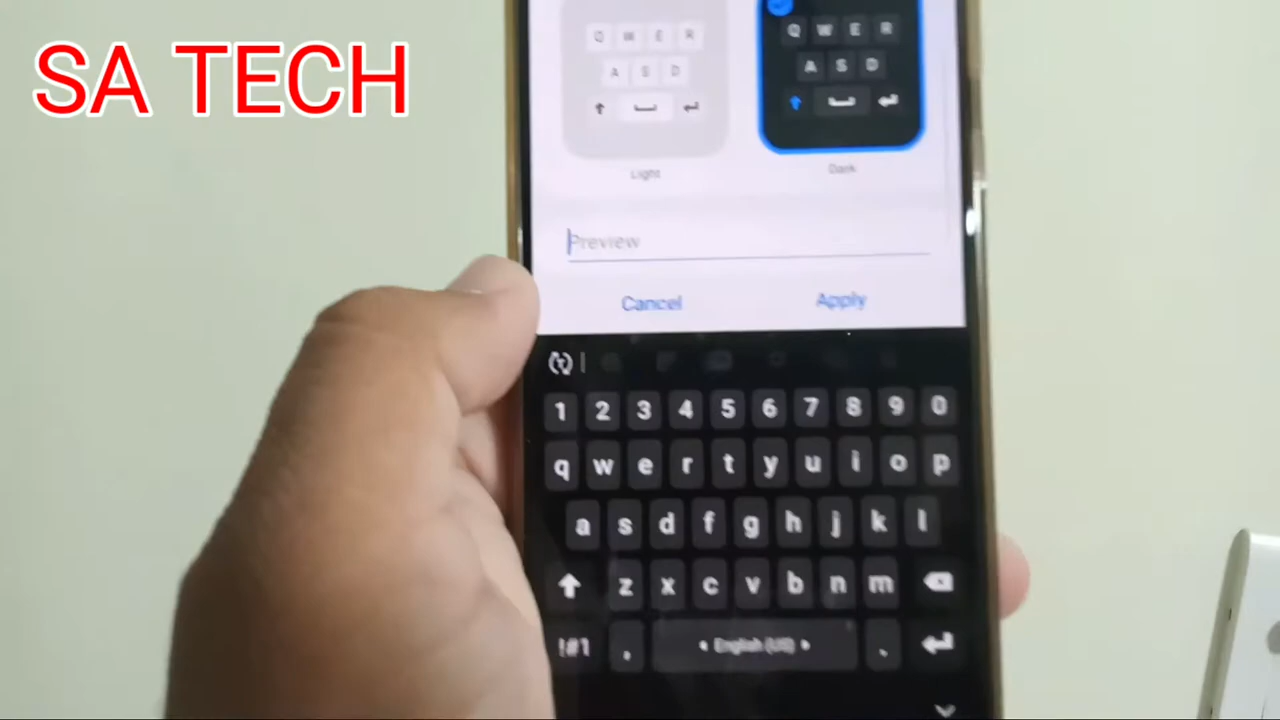 SA TECH
Q W E R
Q W E R
A S D
A S D
Light
Dark
Preview
Cancel
Apply
1 2 3 4 5 6 7 8 9 0
q w e r t y u i o p
a s d f g h j k l
z x c v b n m
!#1 , English (US) .